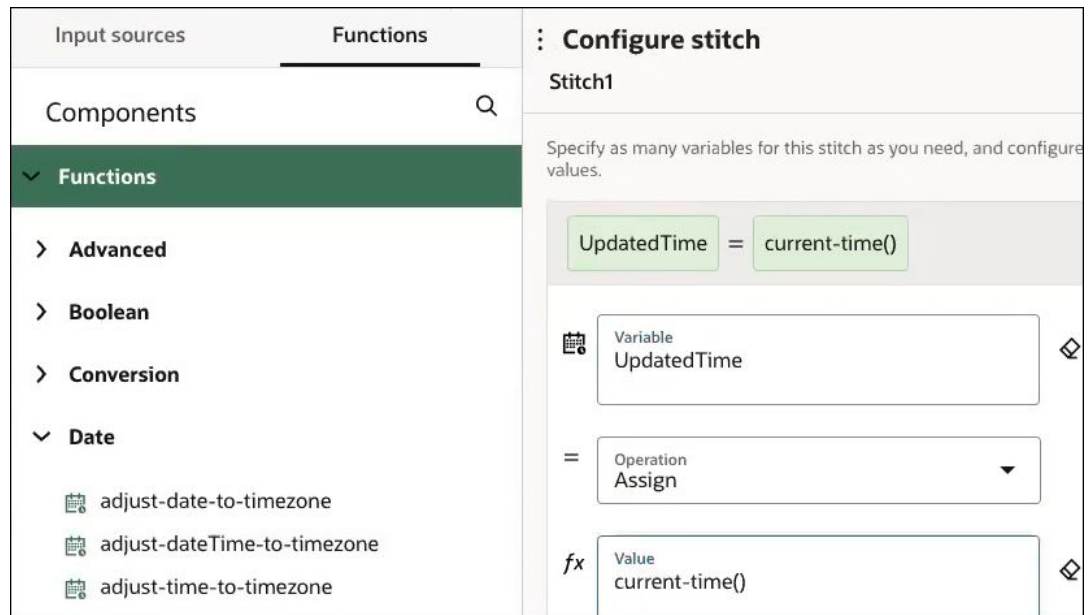 Input sources
Functions
Components
Functions
Advanced
Boolean
Conversion
Date
adjust-date-to-timezone
adjust-dateTime-to-timezone
adjust-time-to-timezone
Configure stitch
Stitch1
Specify as many variables for this stitch as you need, and configure
values.
UpdatedTime = current-time()
Variable
UpdatedTime
=
Operation
Assign
fx
Value
current-time()